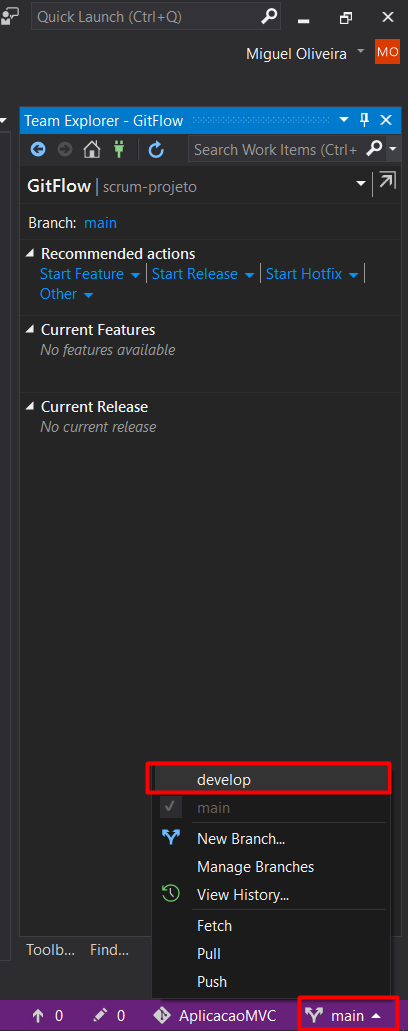 Quick Launch (Ctrl+Q)
Miguel Oliveira MO
Team Explorer - GitFlow
Search Work Items (Ctrl+
GitFlow | scrum-projeto
Branch: main
Recommended actions
Start Feature Start Release Start Hotfix
Other
Current Features
No features available
Current Release
No current release
develop
main
New Branch...
Manage Branches
View History...
Fetch
Pull
Push
Toolb... Find...
0 0 AplicacaoMVC main